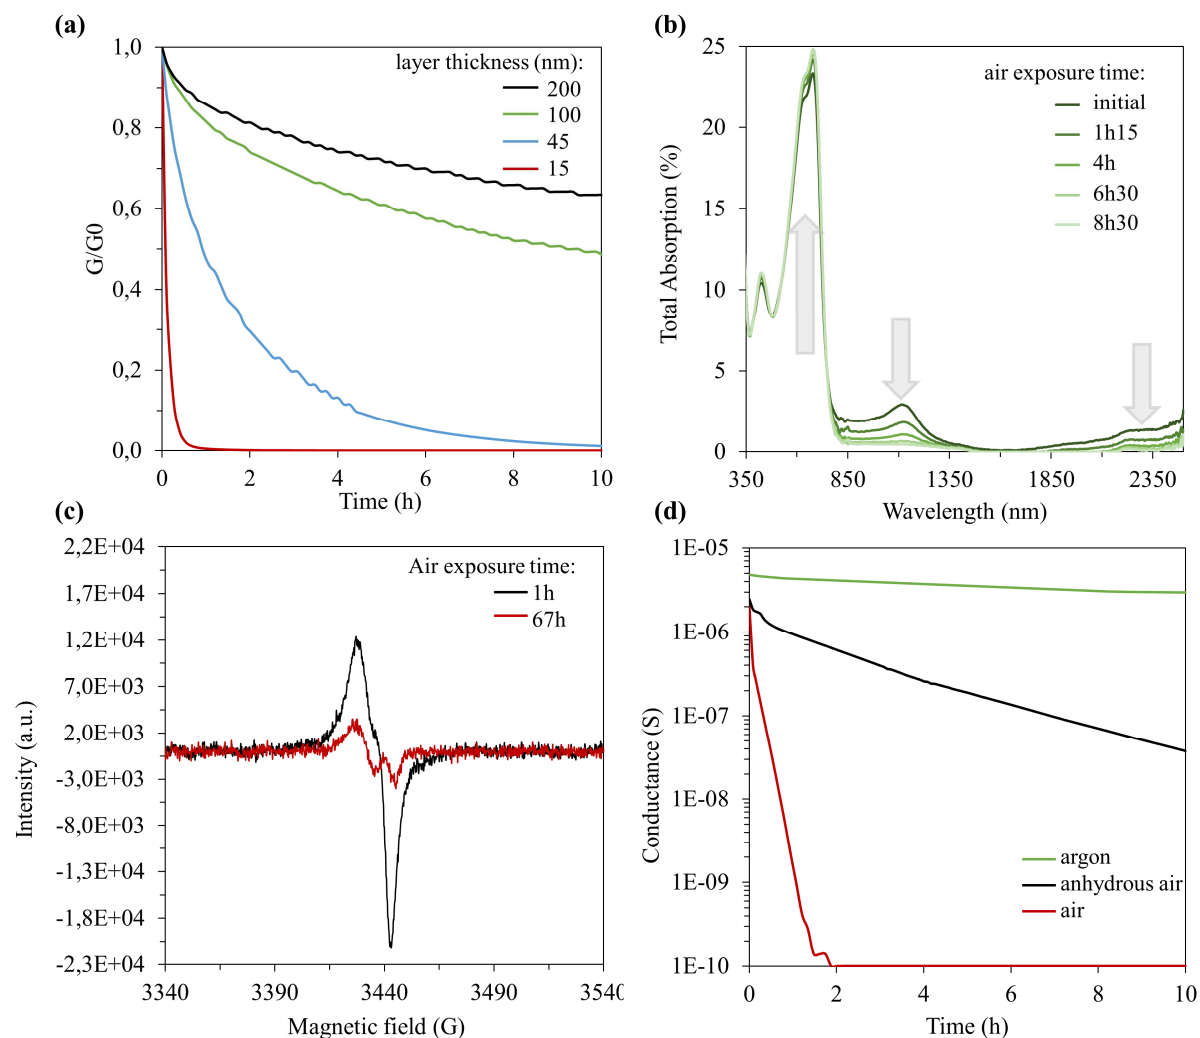 (a)
1,0
0,8
0,6
0,4
0,2
0,0
G/G0
0 2 4 6 8 10
Time (h)
layer thickness (nm):
200
100
45
15
(b)
25
20
15
10
5
0
Total Absorption (%)
350 850 1350 1850 2350
Wavelength (nm)
air exposure time:
initial
1h15
4h
6h30
8h30
(c)
2,2E+04
1,7E+04
1,2E+04
7,0E+03
2,0E+03
-3,0E+03
-8,0E+03
-1,3E+04
-1,8E+04
-2,3E+04
Intensity (a.u.)
3340 3390 3440 3490 3540
Magnetic field (G)
Air exposure time:
1h
67h
(d)
1E-05
1E-06
1E-07
1E-08
1E-09
1E-10
Conductance (S)
0 2 4 6 8 10
Time (h)
argon
anhydrous air
air